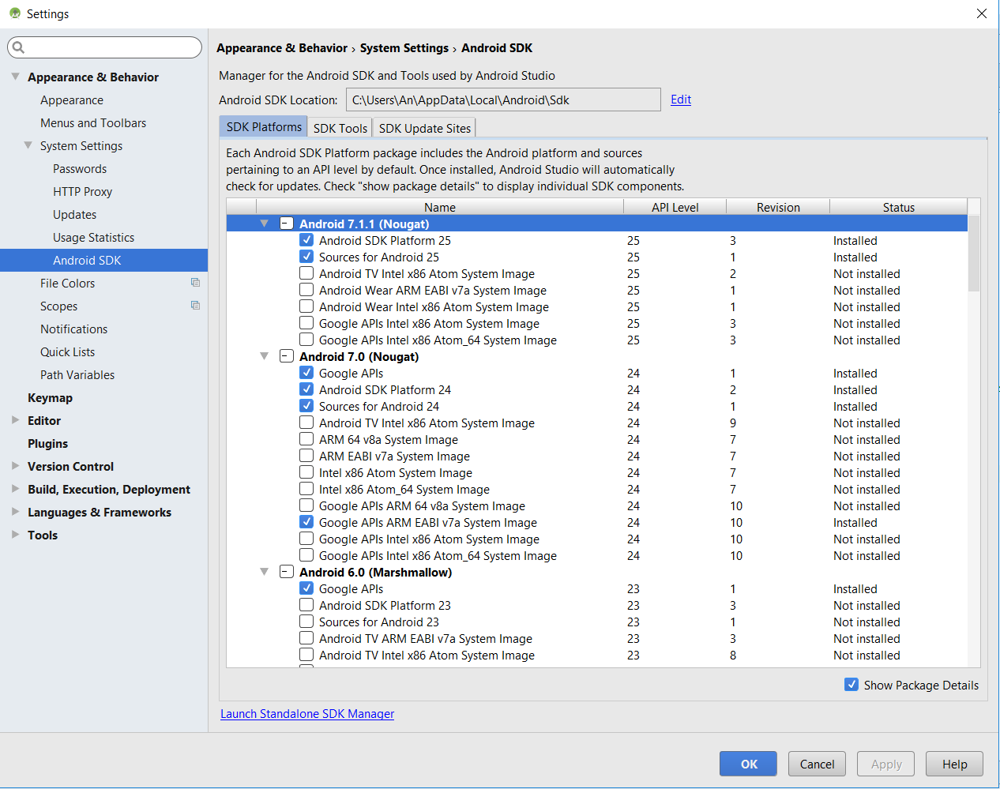 Settings
Appearance & Behavior
Appearance
Menus and Toolbars
System Settings
Passwords
HTTP Proxy
Updates
Usage Statistics
Android SDK
File Colors
Scopes
Notifications
Quick Lists
Path Variables
Keymap
Editor
Plugins
Version Control
Build, Execution, Deployment
Languages & Frameworks
Tools
Appearance & Behavior › System Settings › Android SDK
Manager for the Android SDK and Tools used by Android Studio
Android SDK Location: C:\Users\An\AppData\Local\Android\Sdk Edit
SDK Platforms SDK Tools SDK Update Sites
Each Android SDK Platform package includes the Android platform and sources
pertaining to an API level by default. Once installed, Android Studio will automatically
check for updates. Check "show package details" to display individual SDK components.
Name API Level Revision Status
Android 7.1.1 (Nougat)
Android SDK Platform 25 25 3 Installed
Sources for Android 25 25 1 Installed
Android TV Intel x86 Atom System Image 25 2 Not installed
Android Wear ARM EABI v7a System Image 25 1 Not installed
Android Wear Intel x86 Atom System Image 25 1 Not installed
Google APIs Intel x86 Atom System Image 25 3 Not installed
Google APIs Intel x86 Atom_64 System Image 25 3 Not installed
Android 7.0 (Nougat)
Google APIs 24 1 Installed
Android SDK Platform 24 24 2 Installed
Sources for Android 24 24 1 Installed
Android TV Intel x86 Atom System Image 24 9 Not installed
ARM 64 v8a System Image 24 7 Not installed
ARM EABI v7a System Image 24 7 Not installed
Intel x86 Atom System Image 24 7 Not installed
Intel x86 Atom_64 System Image 24 7 Not installed
Google APIs ARM 64 v8a System Image 24 10 Not installed
Google APIs ARM EABI v7a System Image 24 10 Installed
Google APIs Intel x86 Atom System Image 24 10 Not installed
Google APIs Intel x86 Atom_64 System Image 24 10 Not installed
Android 6.0 (Marshmallow)
Google APIs 23 1 Installed
Android SDK Platform 23 23 3 Not installed
Sources for Android 23 23 1 Not installed
Android TV ARM EABI v7a System Image 23 3 Not installed
Android TV Intel x86 Atom System Image 23 8 Not installed
Show Package Details
Launch Standalone SDK Manager
OK Cancel Apply Help